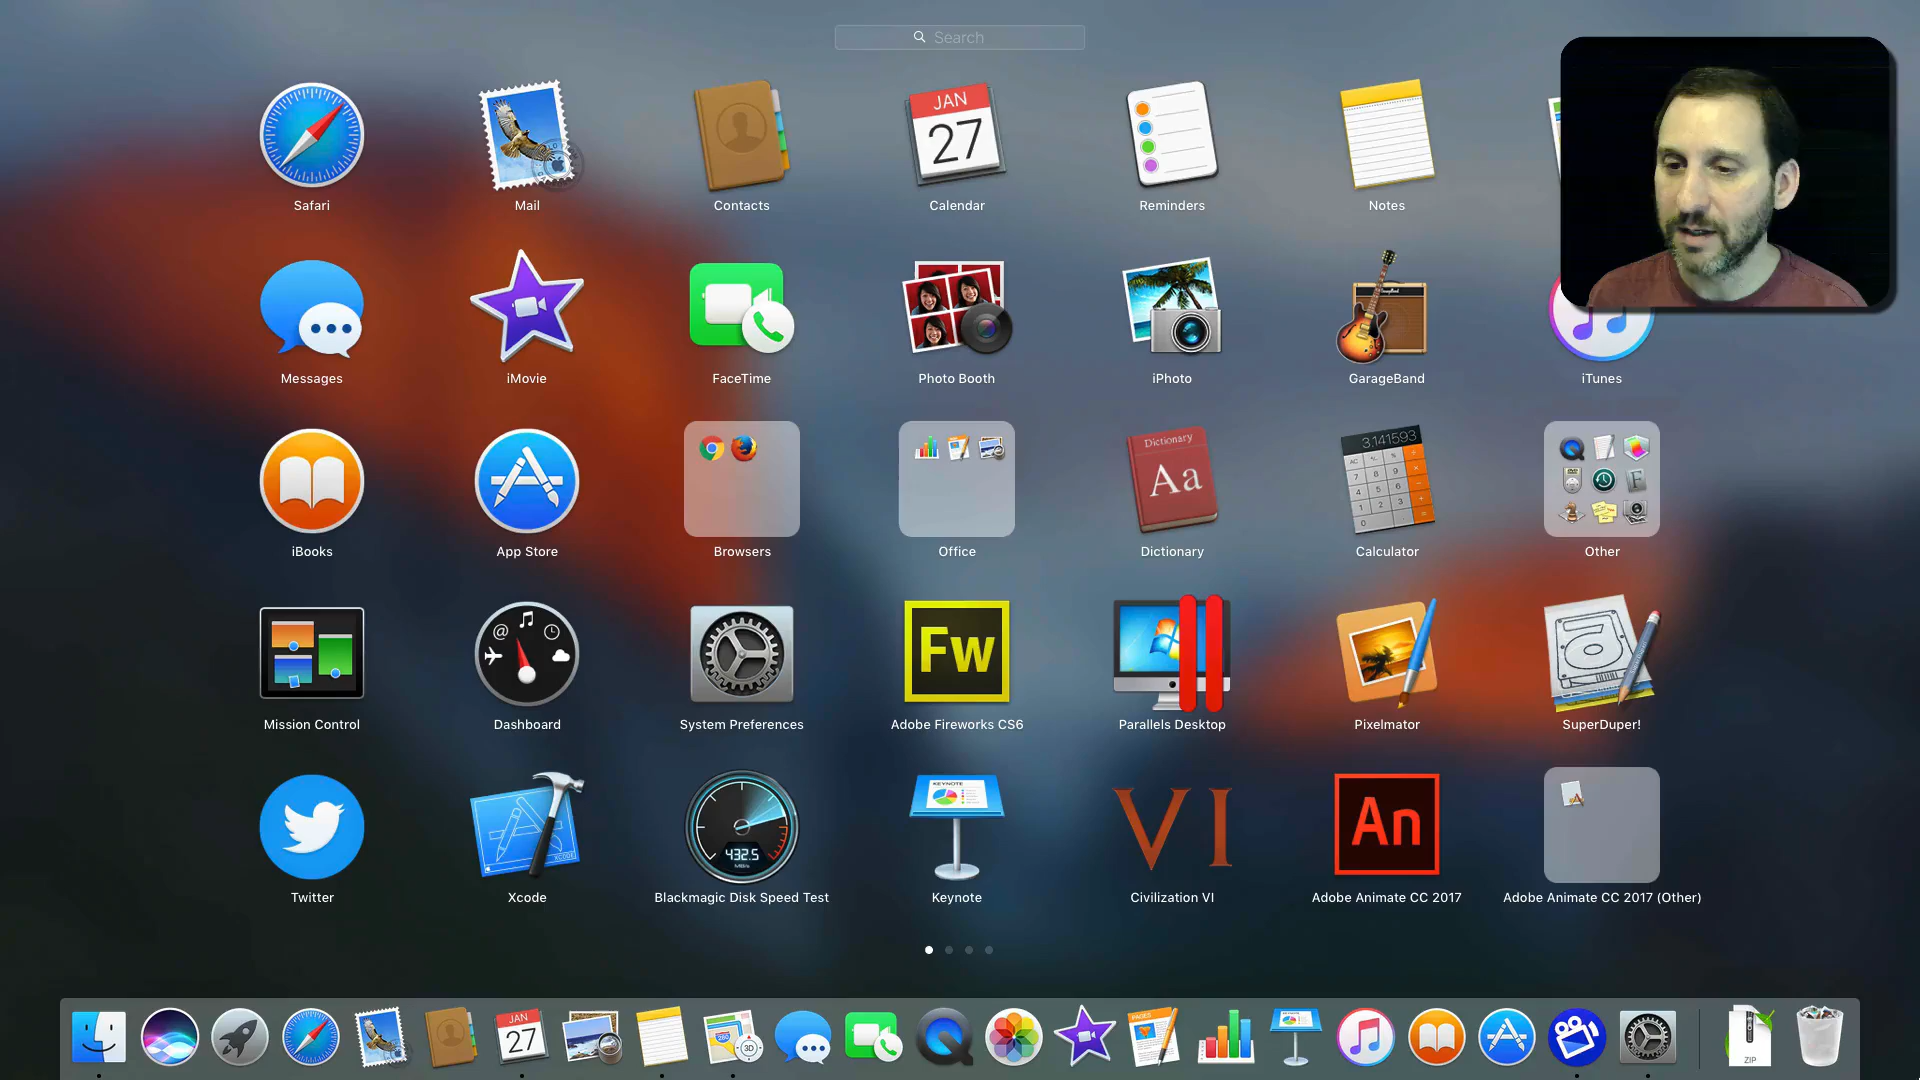 Search
JAN
27
Safari
Mail
Contacts
Calendar
Reminders
Notes
Messages
iMovie
FaceTime
Photo Booth
iPhoto
GarageBand
iTunes
Dictionary
Aa
3.141593
iBooks
App Store
Browsers
Office
Dictionary
Calculator
Other
Fw
Mission Control
Dashboard
System Preferences
Adobe Fireworks CS6
Parallels Desktop
Pixelmator
SuperDuper!
KEYNOTE
432.5
VI
An
Twitter
Xcode
Blackmagic Disk Speed Test
Keynote
Civilization VI
Adobe Animate CC 2017
Adobe Animate CC 2017 (Other)
JAN
27
3D
PAGES
ZIP